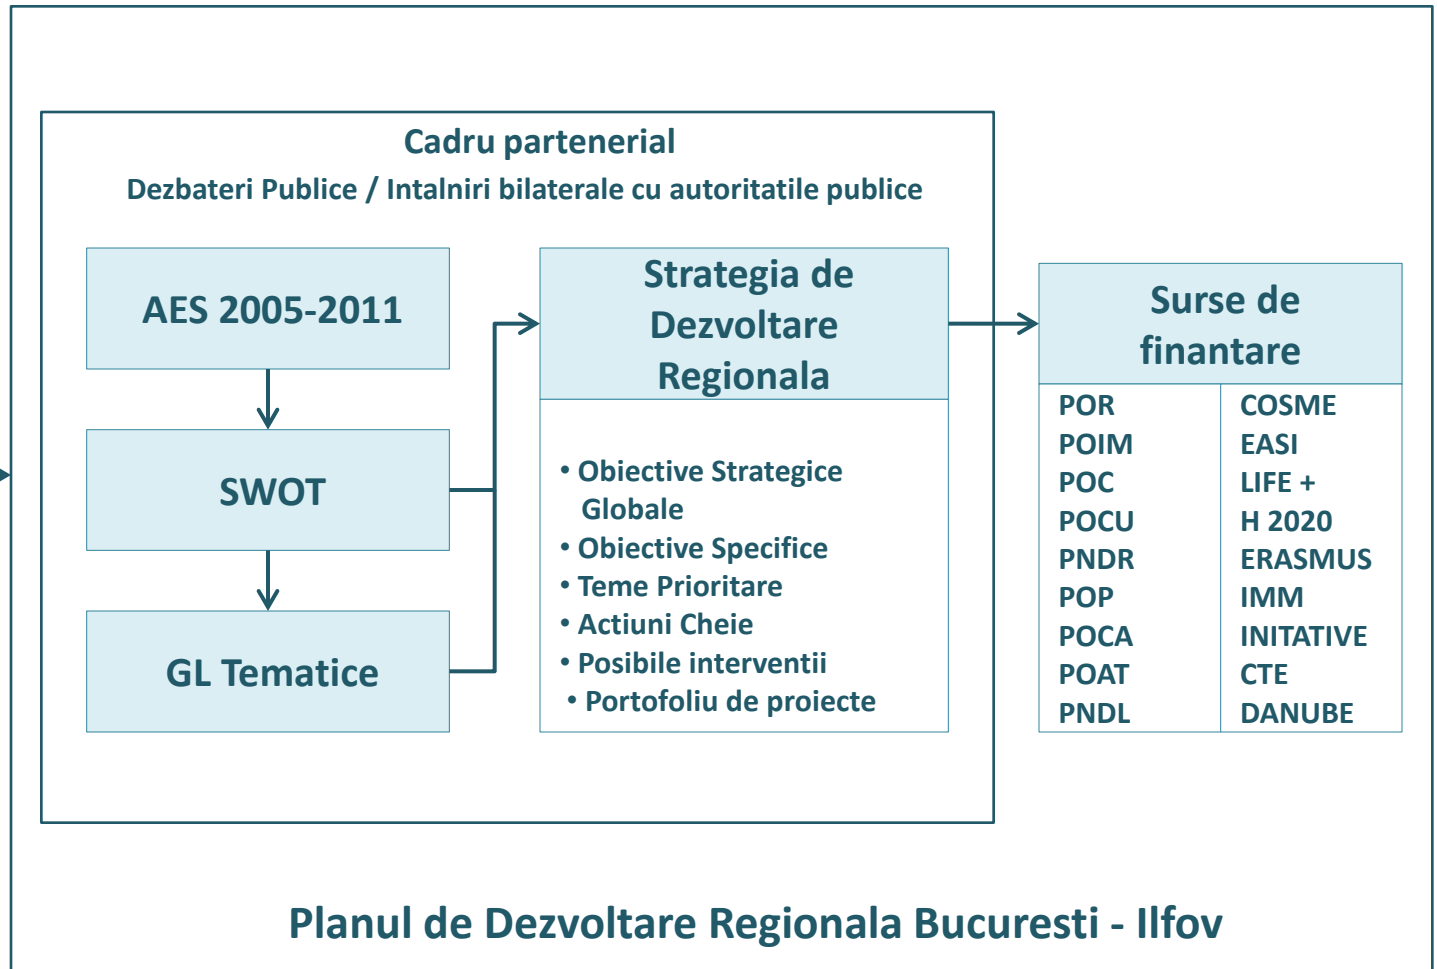 Cadru partenerial
Dezbateri Publice / Intalniri bilaterale cu autoritatile publice
AES 2005-2011
SWOT
GL Tematice
Strategia de
Dezvoltare
Regionala
• Obiective Strategice
Globale
• Obiective Specifice
• Teme Prioritare
• Actiuni Cheie
• Posibile interventii
• Portofoliu de proiecte
Surse de
finantare
POR
POIM
POC
POCU
PNDR
POP
POCA
POAT
PNDL
COSME
EASI
LIFE +
H 2020
ERASMUS
IMM
INITATIVE
CTE
DANUBE
Planul de Dezvoltare Regionala Bucuresti - Ilfov